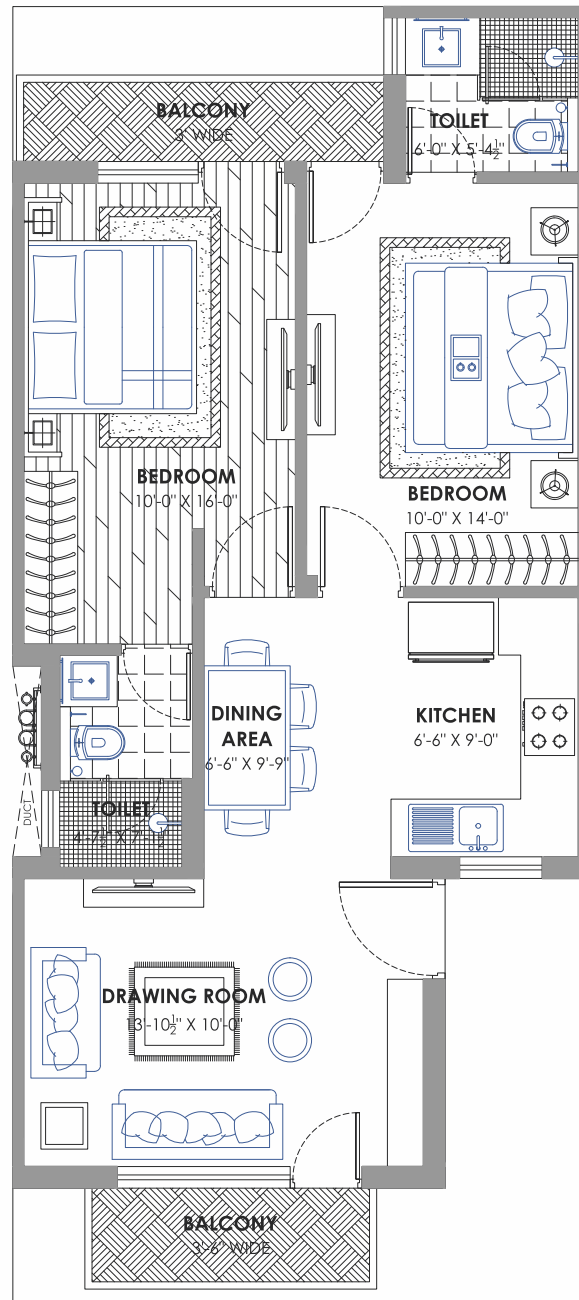 BALCONY
3' WIDE
TOILET
6'-0" X 5'-4½"
BEDROOM
10'-0" X 16'-0"
BEDROOM
10'-0" X 14'-0"
DINING
AREA
6'-6" X 9'-9"
KITCHEN
6'-6" X 9'-0"
DUCT
TOILET
4'-7½" X 7'-1½"
DRAWING ROOM
13'-10½" X 10'-0"
BALCONY
3'-6" WIDE